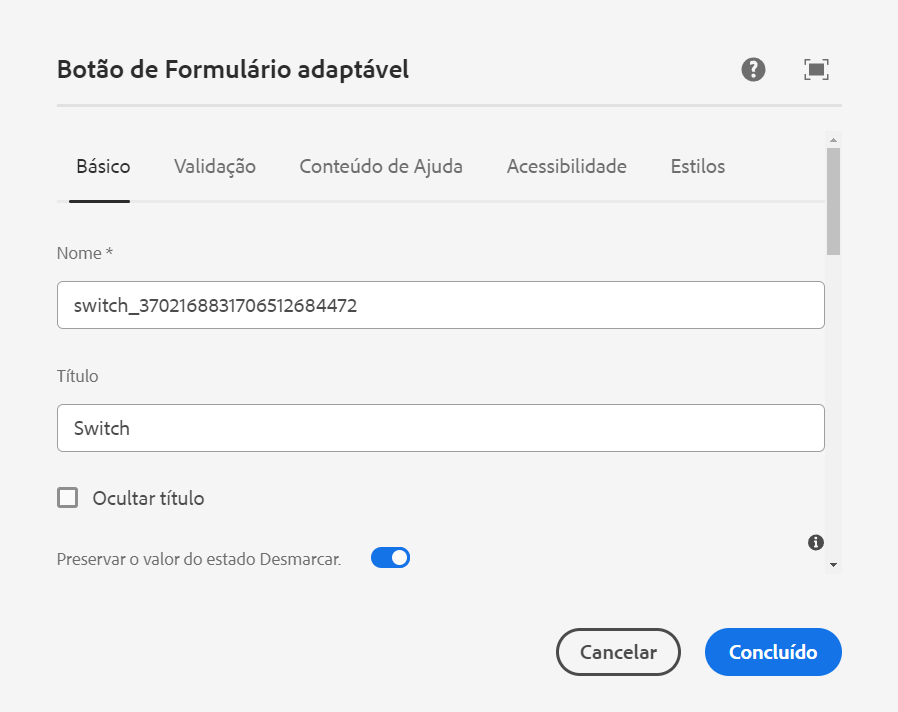 Botão de Formulário adaptável
Básico Validação Conteúdo de Ajuda Acessibilidade Estilos
Nome *
switch_3702168831706512684472
Título
Switch
Ocultar título
Preservar o valor do estado Desmarcar.
Cancelar Concluído